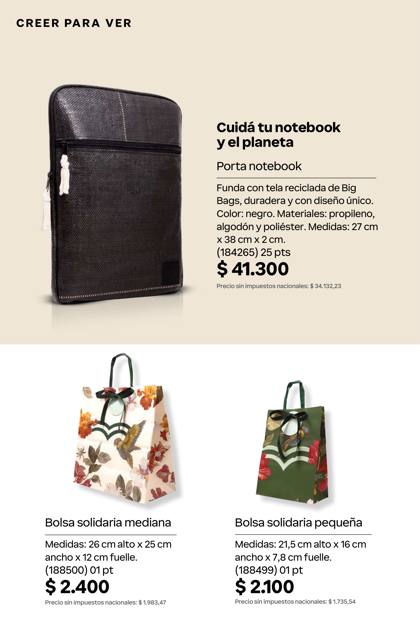 CREER PARA VER
Cuidá tu notebook
y el planeta
Porta notebook
Funda con tela reciclada de Big
Bags, duradera y con diseño único.
Color: negro. Materiales: propileno,
algodón y poliéster. Medidas: 27 cm
x 38 cm x 2 cm.
(184265) 25 pts
$ 41.300
Precio sin impuestos nacionales: $ 34.132,23
Bolsa solidaria mediana
Medidas: 26 cm alto x 25 cm
ancho x 12 cm fuelle.
(188500) 01 pt
$ 2.400
Precio sin impuestos nacionales: $ 1.983,47
Bolsa solidaria pequeña
Medidas: 21,5 cm alto x 16 cm
ancho x 7,8 cm fuelle.
(188499) 01 pt
$ 2.100
Precio sin impuestos nacionales: $ 1.735,54